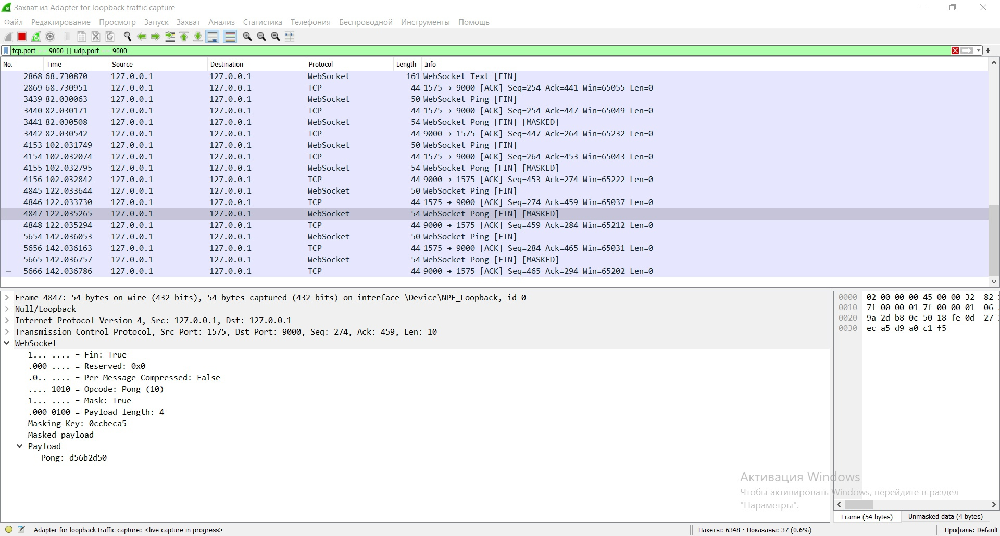 Захват из Adapter for loopback traffic capture
Файл Редактирование Просмотр Запуск Захват Анализ Статистика Телефония Беспроводной Инструменты Помощь
tcp.port == 9000 || udp.port == 9000
No. Time Source Destination Protocol Length Info
2868 68.730870 127.0.0.1 127.0.0.1 WebSocket 161 WebSocket Text [FIN]
2869 68.730951 127.0.0.1 127.0.0.1 TCP 44 1575 → 9000 [ACK] Seq=254 Ack=441 Win=65055 Len=0
3439 82.030063 127.0.0.1 127.0.0.1 WebSocket 50 WebSocket Ping [FIN]
3440 82.030171 127.0.0.1 127.0.0.1 TCP 44 1575 → 9000 [ACK] Seq=254 Ack=447 Win=65049 Len=0
3441 82.030508 127.0.0.1 127.0.0.1 WebSocket 54 WebSocket Pong [FIN] [MASKED]
3442 82.030542 127.0.0.1 127.0.0.1 TCP 44 9000 → 1575 [ACK] Seq=447 Ack=264 Win=65232 Len=0
4153 102.031749 127.0.0.1 127.0.0.1 WebSocket 50 WebSocket Ping [FIN]
4154 102.032074 127.0.0.1 127.0.0.1 TCP 44 1575 → 9000 [ACK] Seq=264 Ack=453 Win=65043 Len=0
4155 102.032795 127.0.0.1 127.0.0.1 WebSocket 54 WebSocket Pong [FIN] [MASKED]
4156 102.032842 127.0.0.1 127.0.0.1 TCP 44 9000 → 1575 [ACK] Seq=453 Ack=274 Win=65222 Len=0
4845 122.033644 127.0.0.1 127.0.0.1 WebSocket 50 WebSocket Ping [FIN]
4846 122.033730 127.0.0.1 127.0.0.1 TCP 44 1575 → 9000 [ACK] Seq=274 Ack=459 Win=65037 Len=0
4847 122.035265 127.0.0.1 127.0.0.1 WebSocket 54 WebSocket Pong [FIN] [MASKED]
4848 122.035294 127.0.0.1 127.0.0.1 TCP 44 9000 → 1575 [ACK] Seq=459 Ack=284 Win=65212 Len=0
5654 142.036053 127.0.0.1 127.0.0.1 WebSocket 50 WebSocket Ping [FIN]
5656 142.036163 127.0.0.1 127.0.0.1 TCP 44 1575 → 9000 [ACK] Seq=284 Ack=465 Win=65031 Len=0
5665 142.036757 127.0.0.1 127.0.0.1 WebSocket 54 WebSocket Pong [FIN] [MASKED]
5666 142.036786 127.0.0.1 127.0.0.1 TCP 44 9000 → 1575 [ACK] Seq=465 Ack=294 Win=65202 Len=0
Frame 4847: 54 bytes on wire (432 bits), 54 bytes captured (432 bits) on interface \Device\NPF_Loopback, id 0
Null/Loopback
Internet Protocol Version 4, Src: 127.0.0.1, Dst: 127.0.0.1
Transmission Control Protocol, Src Port: 1575, Dst Port: 9000, Seq: 274, Ack: 459, Len: 10
WebSocket
1... .... = Fin: True
.000 .... = Reserved: 0x0
.0.. .... = Per-Message Compressed: False
.... 1010 = Opcode: Pong (10)
1... .... = Mask: True
.000 0100 = Payload length: 4
Masking-Key: 0ccbeca5
Masked payload
Payload
Pong: d56b2d50
0000 02 00 00 00 45 00 00 32 82
0010 7f 00 00 01 7f 00 00 01 06
0020 9a 2d b8 0c 50 18 fe 0d 27
0030 ec a5 d9 a0 c1 f5
Активация Windows
Чтобы активировать Windows, перейдите в раздел
"Параметры".
Frame (54 bytes) Unmasked data (4 bytes)
Adapter for loopback traffic capture: <live capture in progress>
Пакеты: 6348 · Показаны: 37 (0.6%)
Профиль: Default